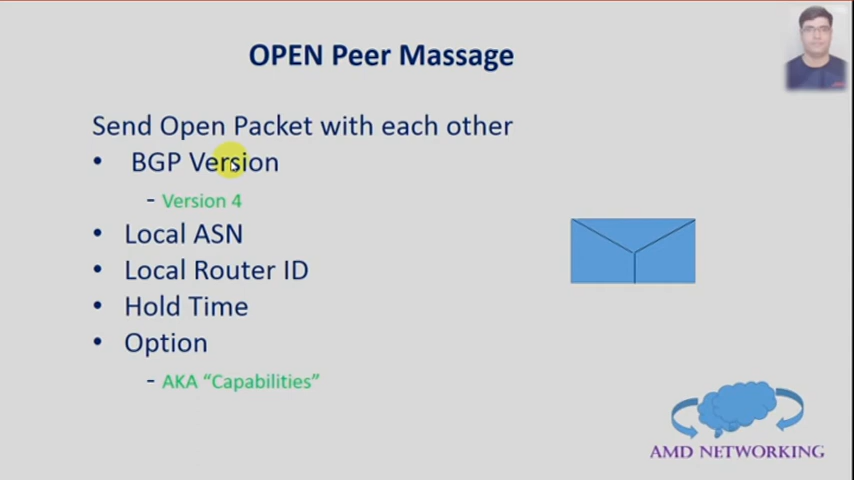 OPEN Peer Massage
Send Open Packet with each other
• BGP Version
- Version 4
• Local ASN
• Local Router ID
• Hold Time
• Option
- AKA “Capabilities”
AMD NETWORKING